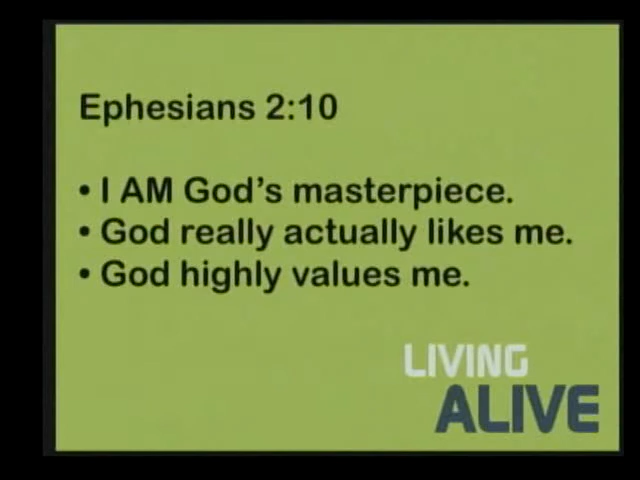 Ephesians 2:10
• I AM God's masterpiece.
• God really actually likes me.
• God highly values me.
LIVING
ALIVE